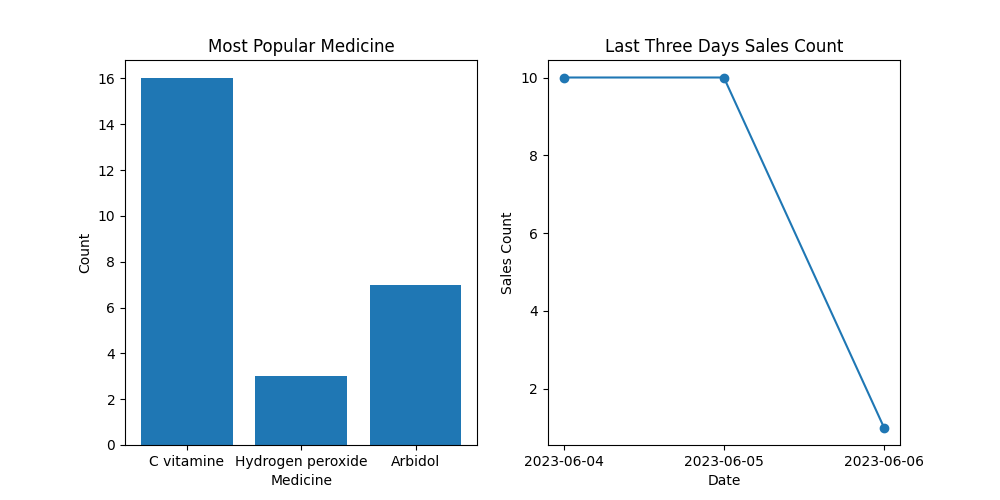 Most Popular Medicine
Count
16
14
12
10
8
6
4
2
0
C vitamine
Hydrogen peroxide
Arbidol
Medicine
Last Three Days Sales Count
Sales Count
10
8
6
4
2
2023-06-04
2023-06-05
2023-06-06
Date